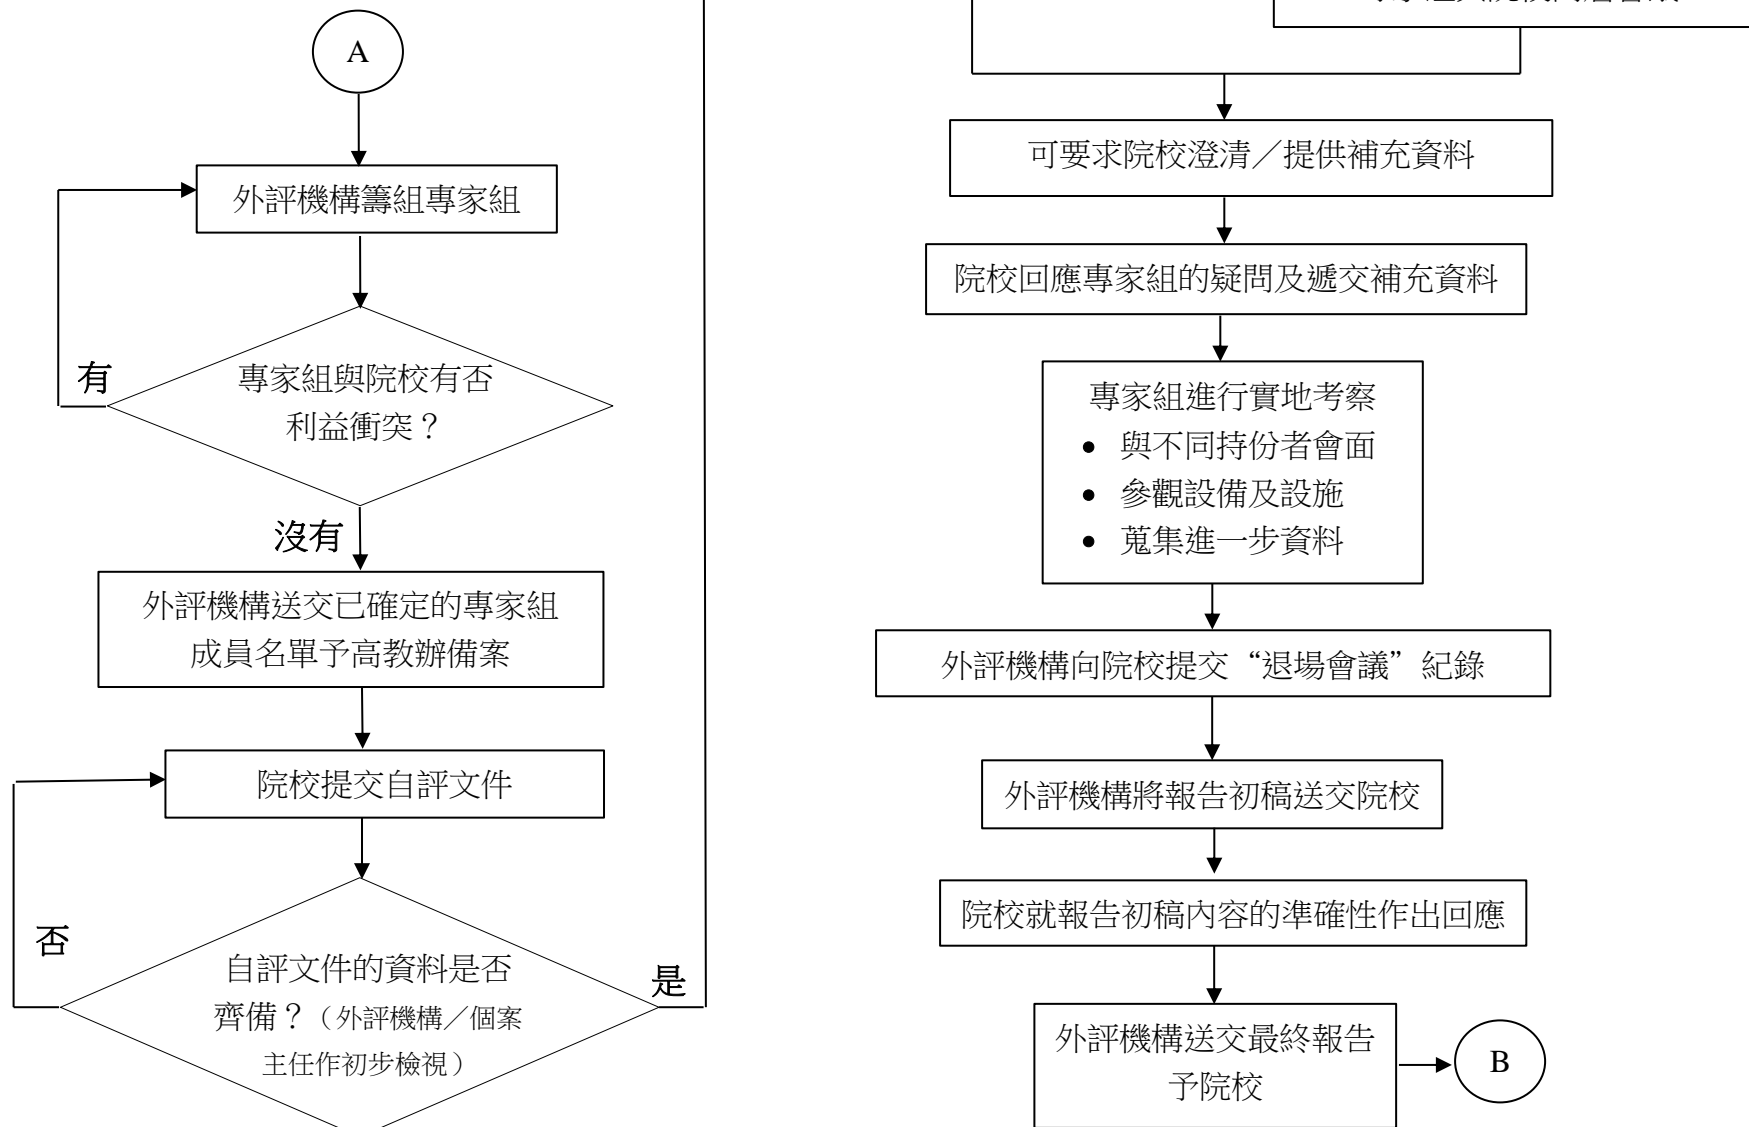 A
外評機構籌組專家組
有
專家組與院校有否
利益衝突？
沒有
外評機構送交已確定的專家組
成員名單予高教辦備案
院校提交自評文件
否
自評文件的資料是否
齊備？（外評機構／個案
主任作初步檢視）
是
可要求院校澄清／提供補充資料
院校回應專家組的疑問及遞交補充資料
專家組進行實地考察
• 與不同持份者會面
• 參觀設備及設施
• 蒐集進一步資料
外評機構向院校提交“退場會議”紀錄
外評機構將報告初稿送交院校
院校就報告初稿內容的準確性作出回應
外評機構送交最終報告
予院校
B